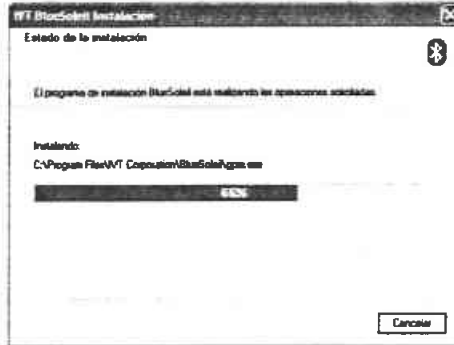 IVT BlueSoleil Instalación
Estado de la instalación
El programa de instalación BlueSoleil está realizando las operaciones solicitadas.
Instalando:
C:\Program Files\IVT Corporation\BlueSoleil\
Cancelar